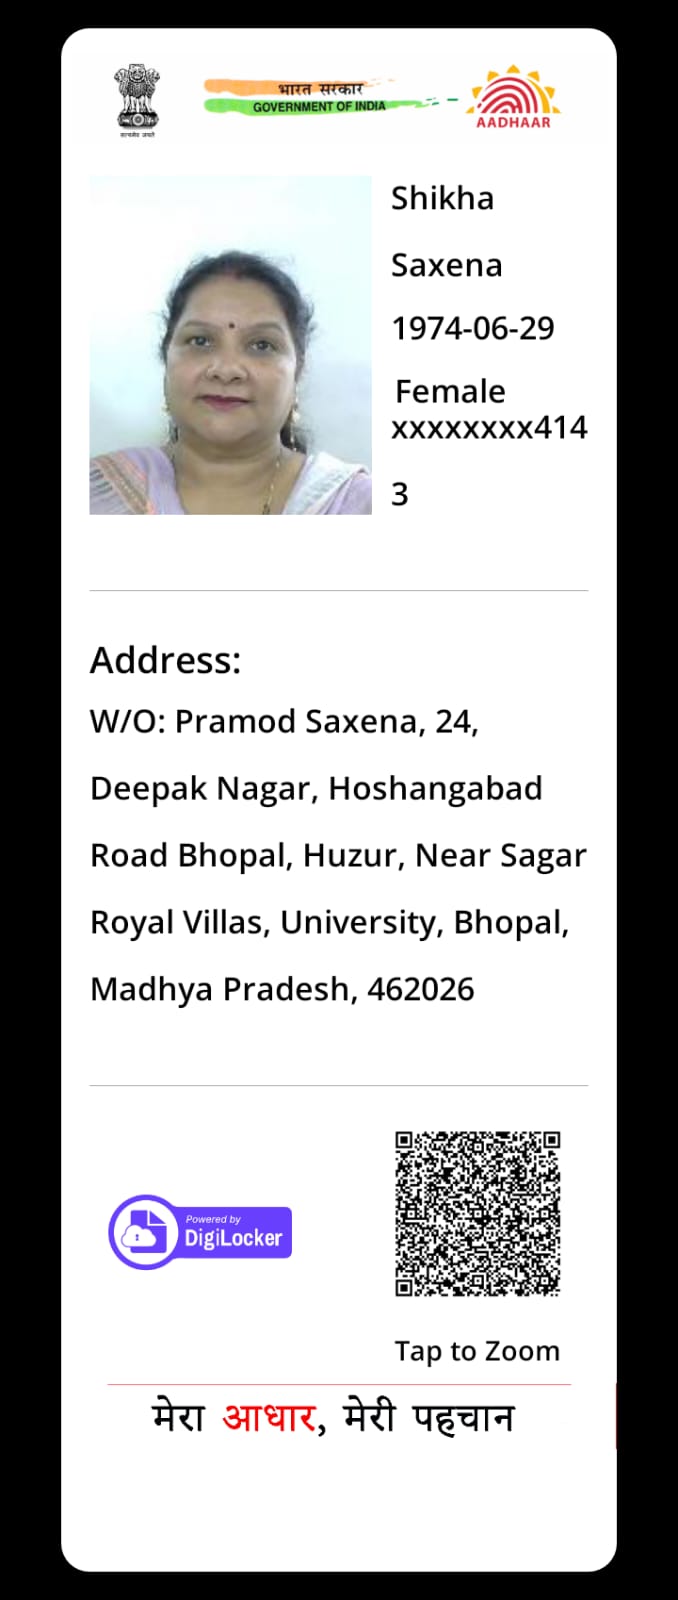 सत्यमेव जयते
भारत सरकार
GOVERNMENT OF INDIA
AADHAAR
Shikha
Saxena
1974-06-29
Female
xxxxxxxx414
3
Address:
W/O: Pramod Saxena, 24,
Deepak Nagar, Hoshangabad
Road Bhopal, Huzur, Near Sagar
Royal Villas, University, Bhopal,
Madhya Pradesh, 462026
Powered by
DigiLocker
Tap to Zoom
मेरा आधार, मेरी पहचान